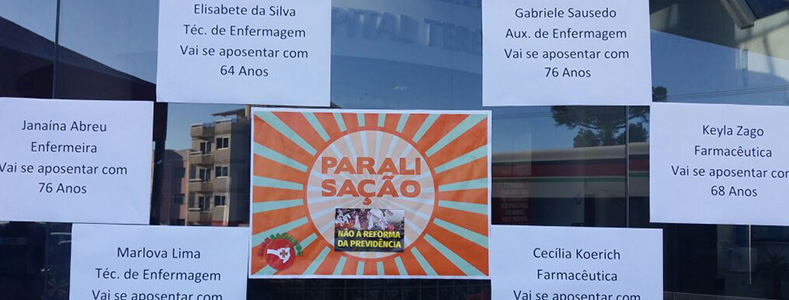 Elisabete da Silva
Téc. de Enfermagem
Vai se aposentar com
64 Anos
Gabriele Sausedo
Aux. de Enfermagem
Vai se aposentar com
76 Anos
Janaína Abreu
Enfermeira
Vai se aposentar com
76 Anos
PARALI
SAÇÃO
NÃO A REFORMA
DA PREVIDÊNCIA
Keyla Zago
Farmacêutica
Vai se aposentar com
68 Anos
Marlova Lima
Téc. de Enfermagem
Vai se aposentar com
Cecília Koerich
Farmacêutica
Vai se aposentar com